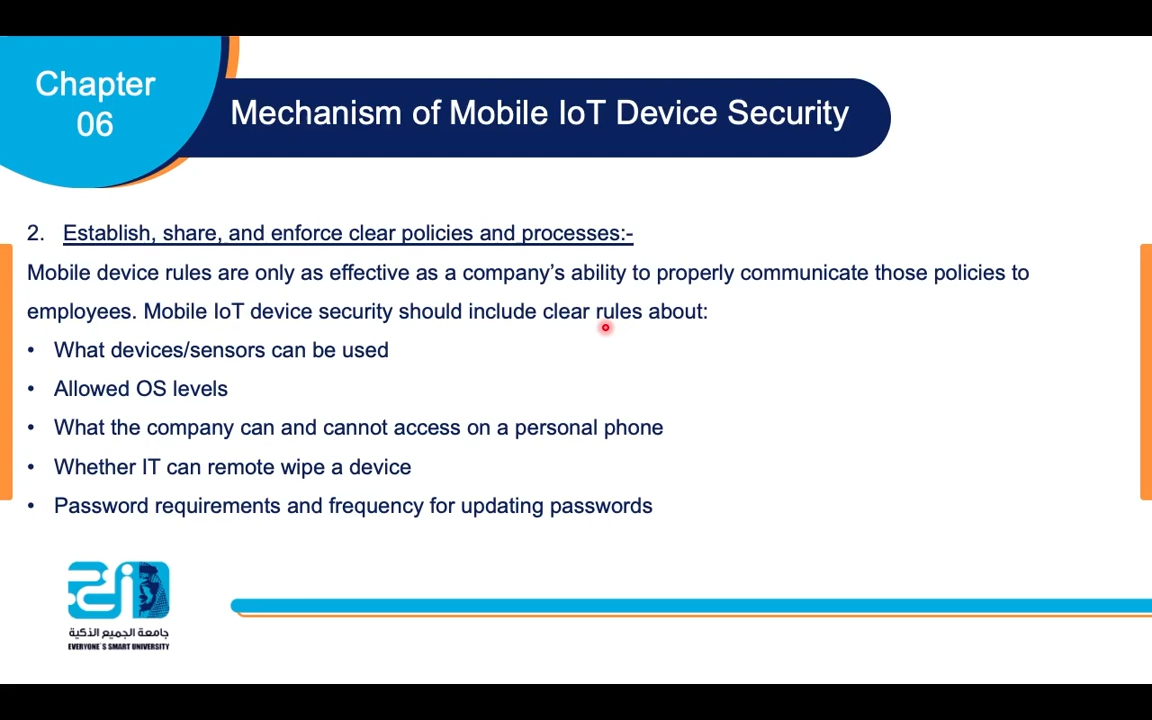 Chapter
06
Mechanism of Mobile IoT Device Security
2. Establish, share, and enforce clear policies and processes:-
Mobile device rules are only as effective as a company’s ability to properly communicate those policies to
employees. Mobile IoT device security should include clear rules about:
• What devices/sensors can be used
• Allowed OS levels
• What the company can and cannot access on a personal phone
• Whether IT can remote wipe a device
• Password requirements and frequency for updating passwords
جامعة الجميع الذكية
EVERYONE`S SMART UNIVERSITY